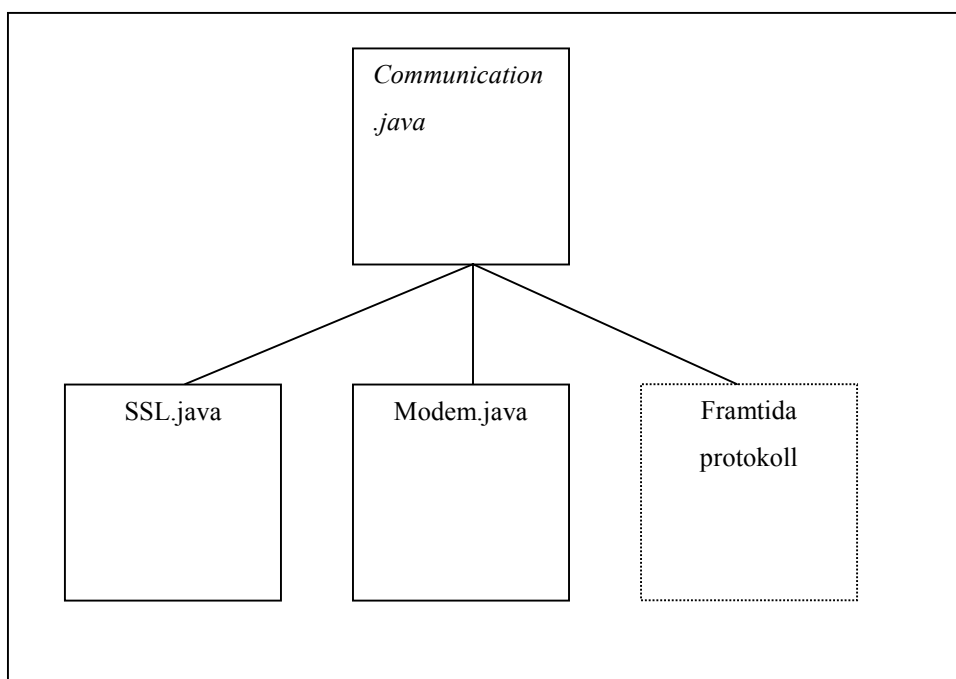 Communication
.java
SSL.java
Modem.java
Framtida
protokoll